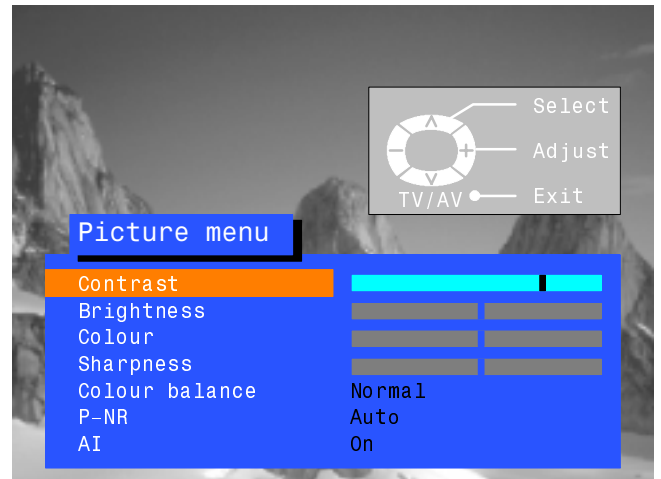 Select
Adjust
TV/AV Exit
Picture menu
Contrast
Brightness
Colour
Sharpness
Colour balance Normal
P-NR Auto
AI On